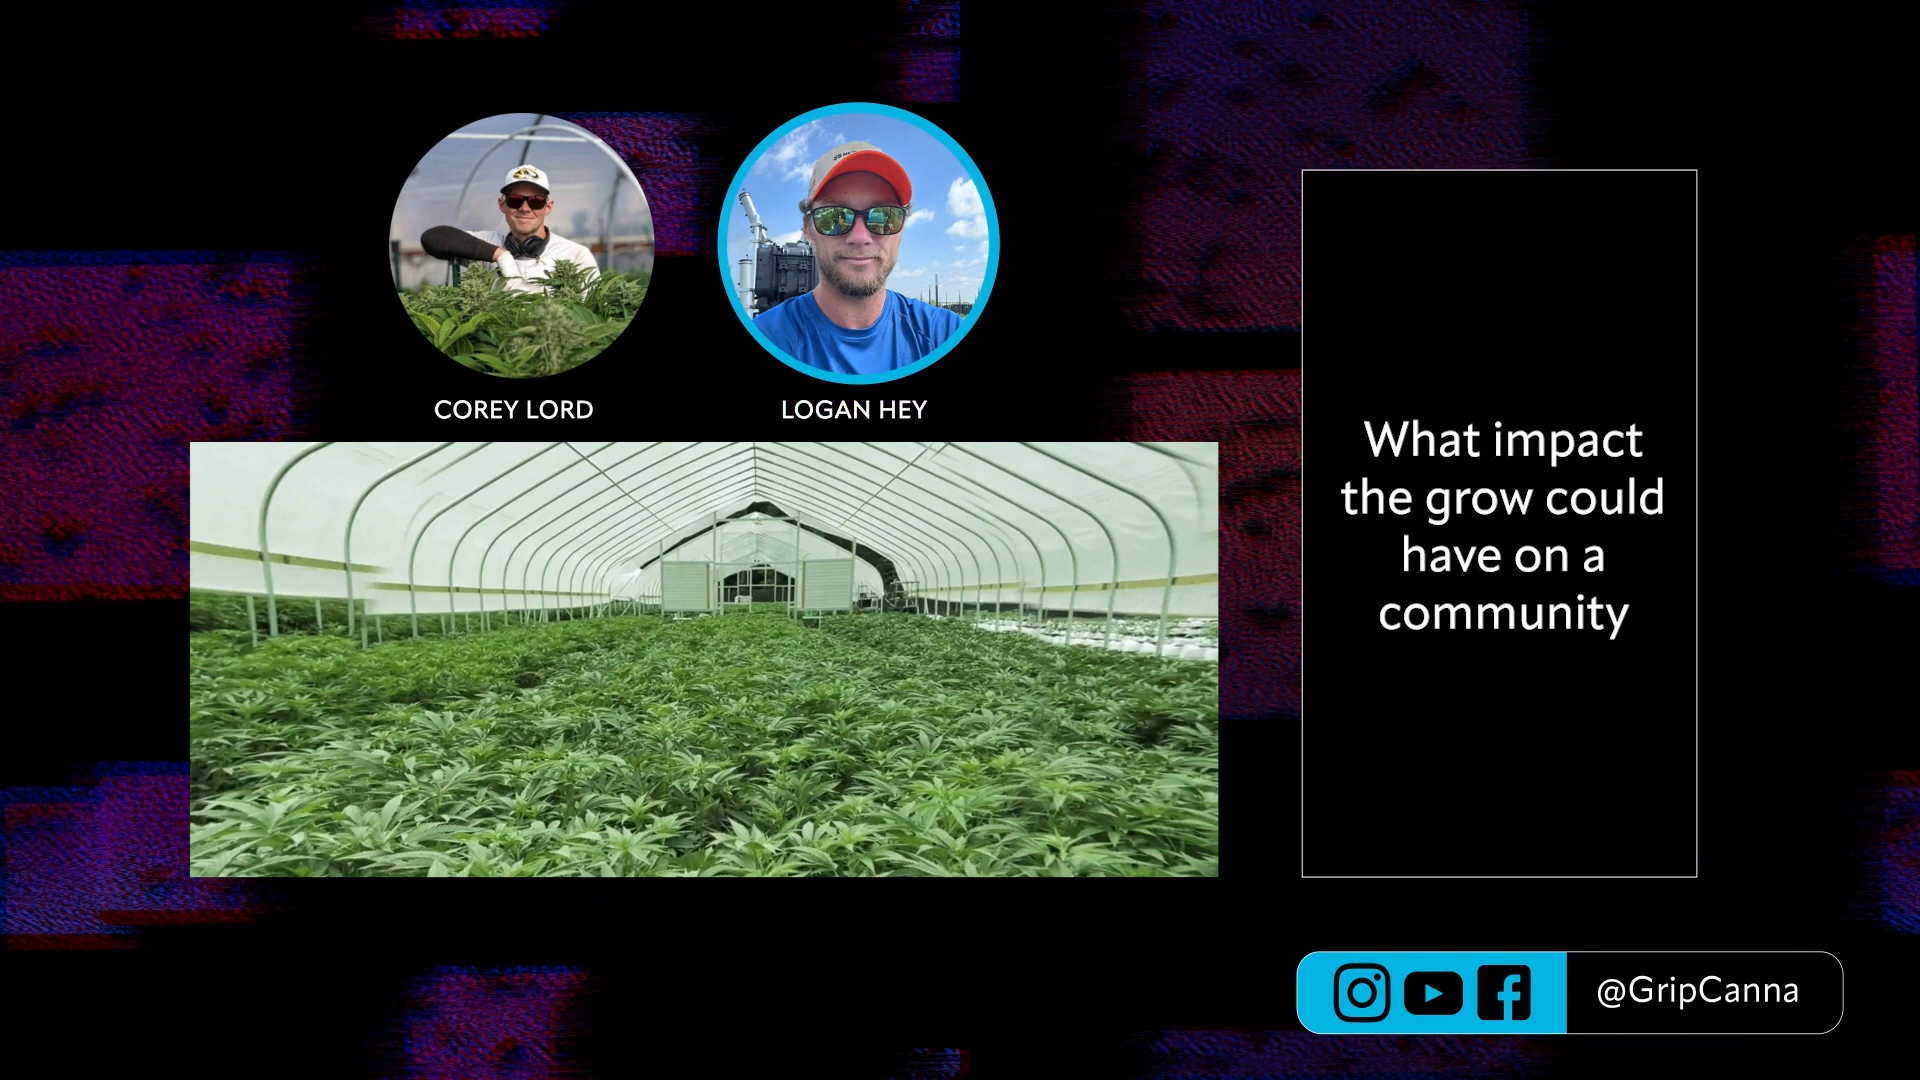 COREY LORD
LOGAN HEY
What impact
the grow could
have on a
community
@GripCanna